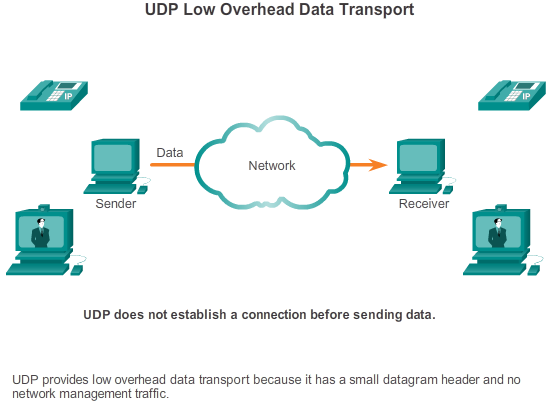 UDP Low Overhead Data Transport
IP
IP
Data
Network
Sender
Receiver
UDP does not establish a connection before sending data.
UDP provides low overhead data transport because it has a small datagram header and no
network management traffic.